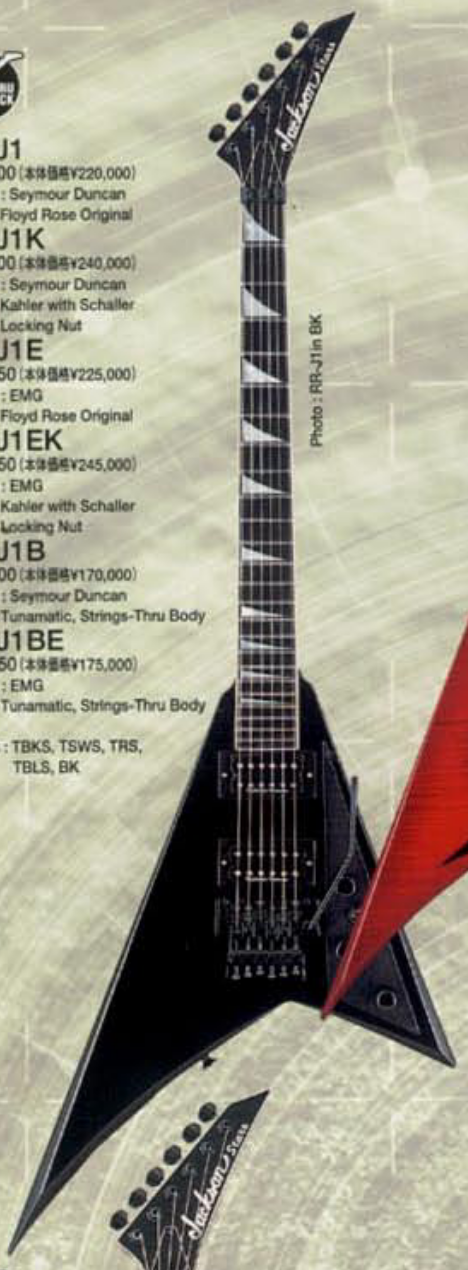 J1
00 (本体価格¥220,000)
: Seymour Duncan
Floyd Rose Original
J1K
00 (本体価格¥240,000)
: Seymour Duncan
Kahler with Schaller
Locking Nut
J1E
50 (本体価格¥225,000)
: EMG
Floyd Rose Original
J1EK
50 (本体価格¥245,000)
: EMG
Kahler with Schaller
Locking Nut
J1B
00 (本体価格¥170,000)
: Seymour Duncan
Tunamatic, Strings-Thru Body
J1BE
50 (本体価格¥175,000)
: EMG
Tunamatic, Strings-Thru Body
: TBKS, TSWS, TRS,
TBLS, BK
Jackson Stars
Photo : RR-J1in BK
Jackson Stars